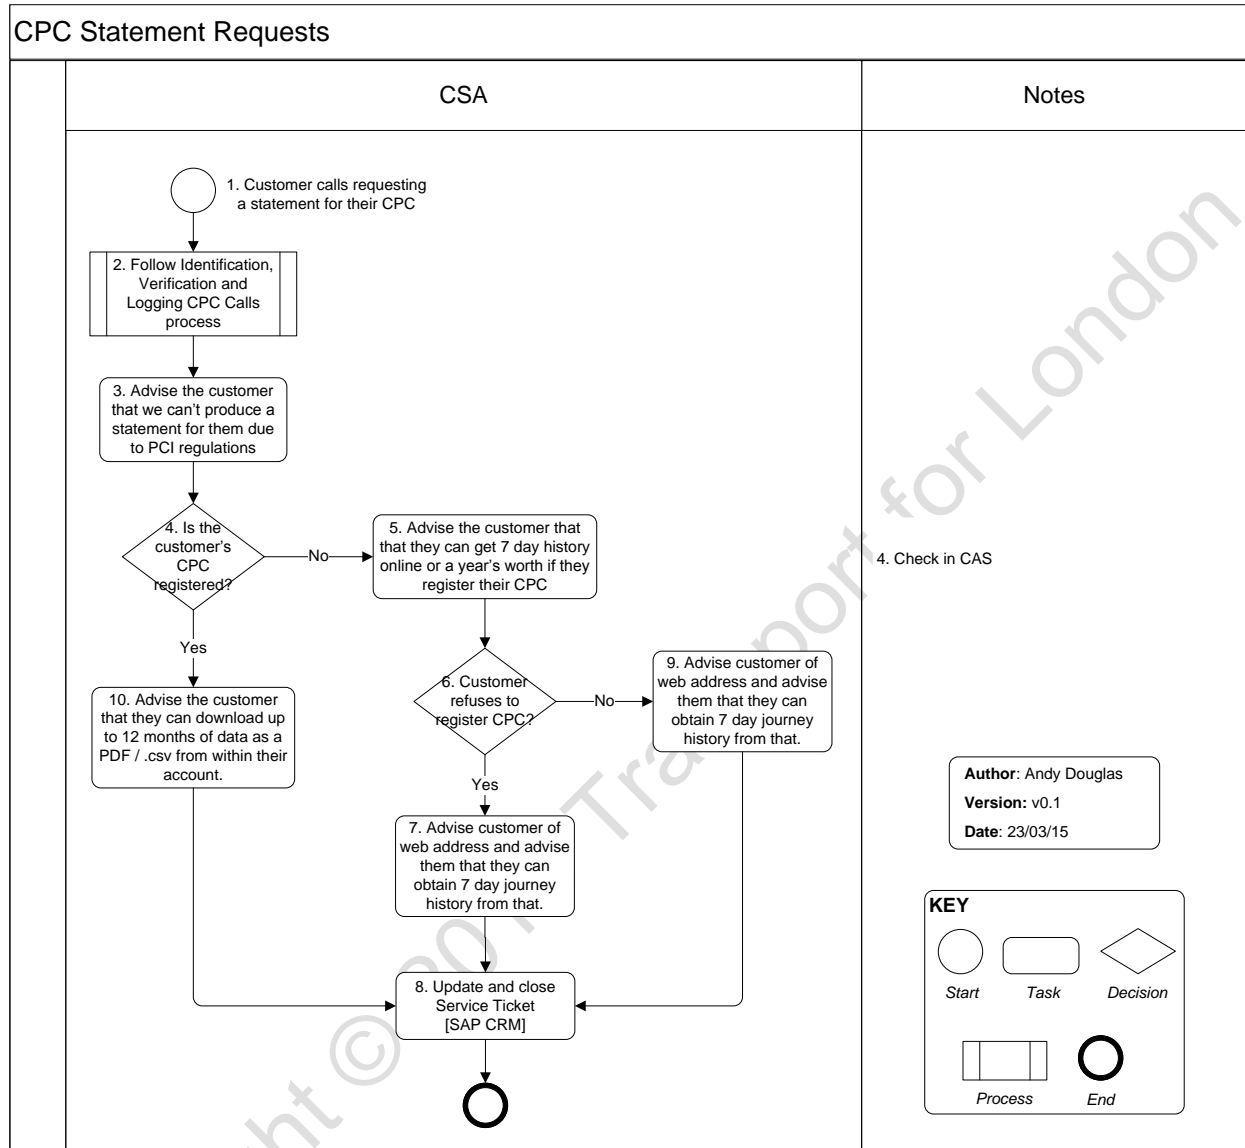 CPC Statement Requests
CSA
Notes
1. Customer calls requesting
a statement for their CPC
2. Follow Identification,
Verification and
Logging CPC Calls
process
3. Advise the customer
that we can't produce a
statement for them due
to PCI regulations
4. Is the
customer's
CPC
registered?
No
5. Advise the customer that
that they can get 7 day history
online or a year's worth if they
register their CPC
4. Check in CAS
Yes
6. Customer
refuses to
register CPC?
No
9. Advise customer of
web address and advise
them that they can
obtain 7 day journey
history from that.
10. Advise the customer
that they can download up
to 12 months of data as a
PDF / .csv from within their
account.
Yes
7. Advise customer of
web address and advise
them that they can
obtain 7 day journey
history from that.
8. Update and close
Service Ticket
[SAP CRM]
Author: Andy Douglas
Version: v0.1
Date: 23/03/15
KEY
Start
Task
Decision
Process
End
© for London